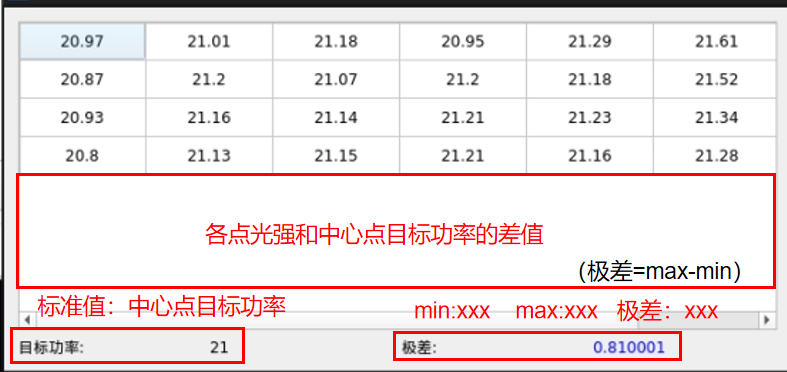 20.97 21.01 21.18 20.95 21.29 21.61
20.87 21.2 21.07 21.2 21.18 21.52
20.93 21.16 21.14 21.21 21.23 21.34
20.8 21.13 21.15 21.21 21.16 21.28
各点光强和中心点目标功率的差值
（极差=max-min）
标准值：中心点目标功率
min:xxx max:xxx 极差：xxx
目标功率: 21 极差: 0.810001